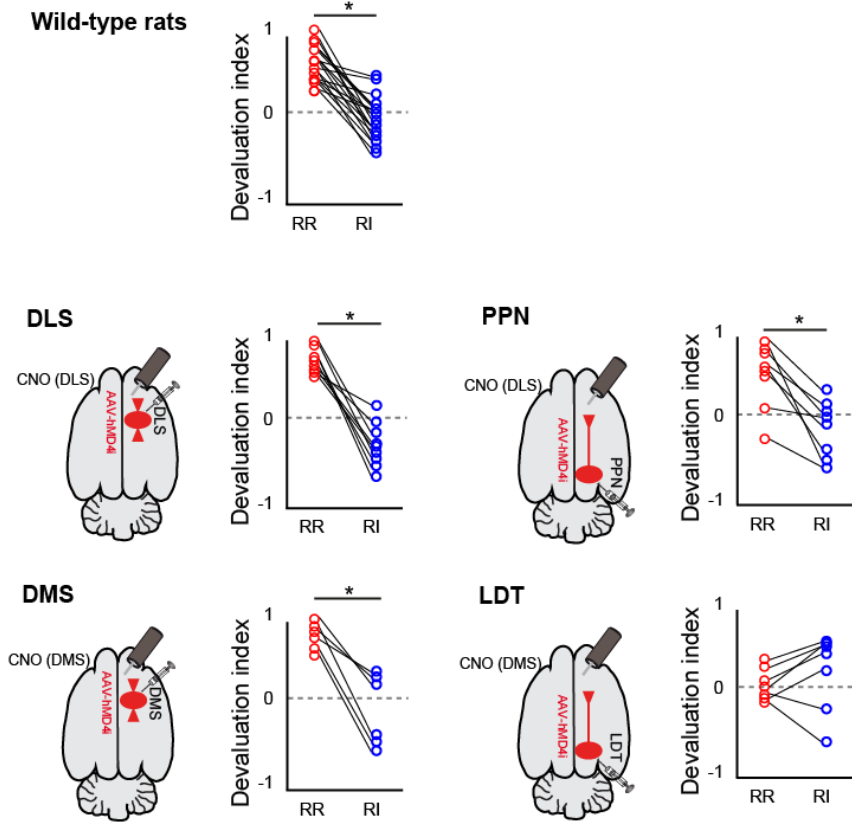 Wild-type rats
*
Devaluation index
1
0
-1
RR RI
DLS
CNO (DLS)
AAV-hMD4i
DLS
*
Devaluation index
1
0
-1
RR RI
PPN
CNO (DLS)
AAV-hMD4i
PPN
*
Devaluation index
1
0
-1
RR RI
DMS
CNO (DMS)
AAV-hMD4i
DMS
*
Devaluation index
1
0
-1
RR RI
LDT
CNO (DMS)
AAV-hMD4i
LDT
Devaluation index
1
0
-1
RR RI